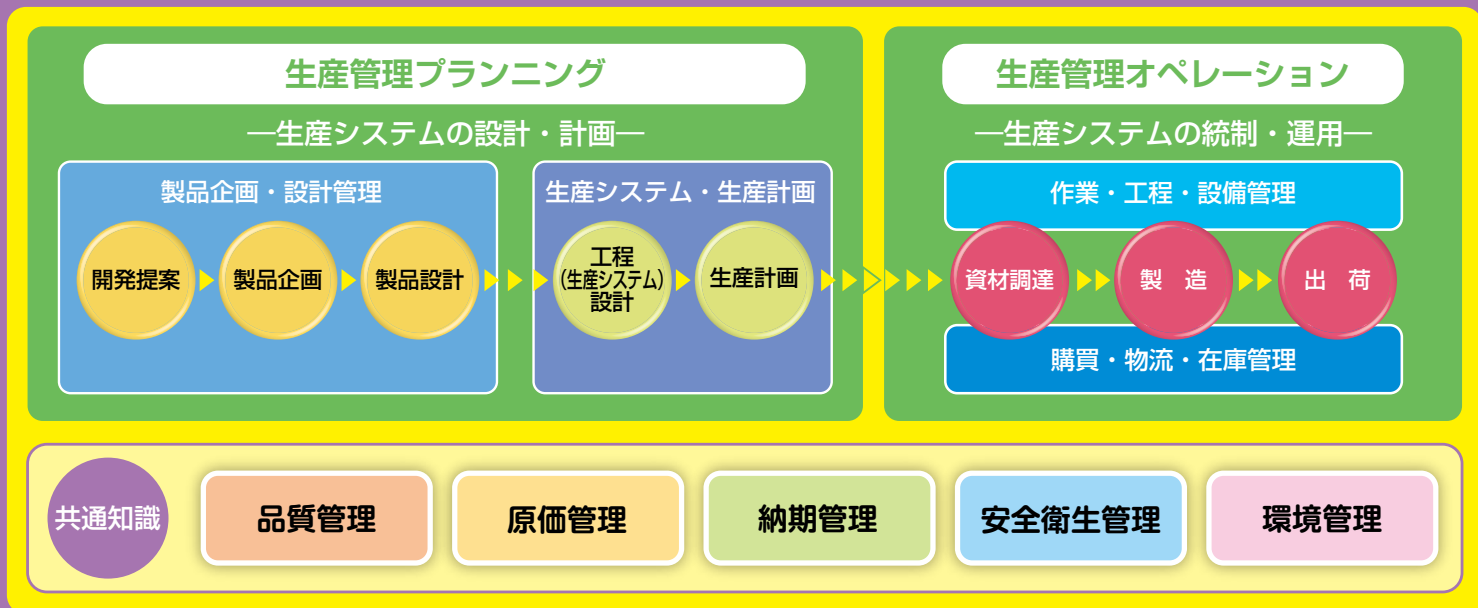 生産管理プランニング
―生産システムの設計・計画―
製品企画・設計管理
開発提案
製品企画
製品設計
生産システム・生産計画
工程
(生産システム)
設計
生産計画
生産管理オペレーション
―生産システムの統制・運用―
作業・工程・設備管理
資材調達
製　造
出　荷
購買・物流・在庫管理
共通知識
品質管理
原価管理
納期管理
安全衛生管理
環境管理